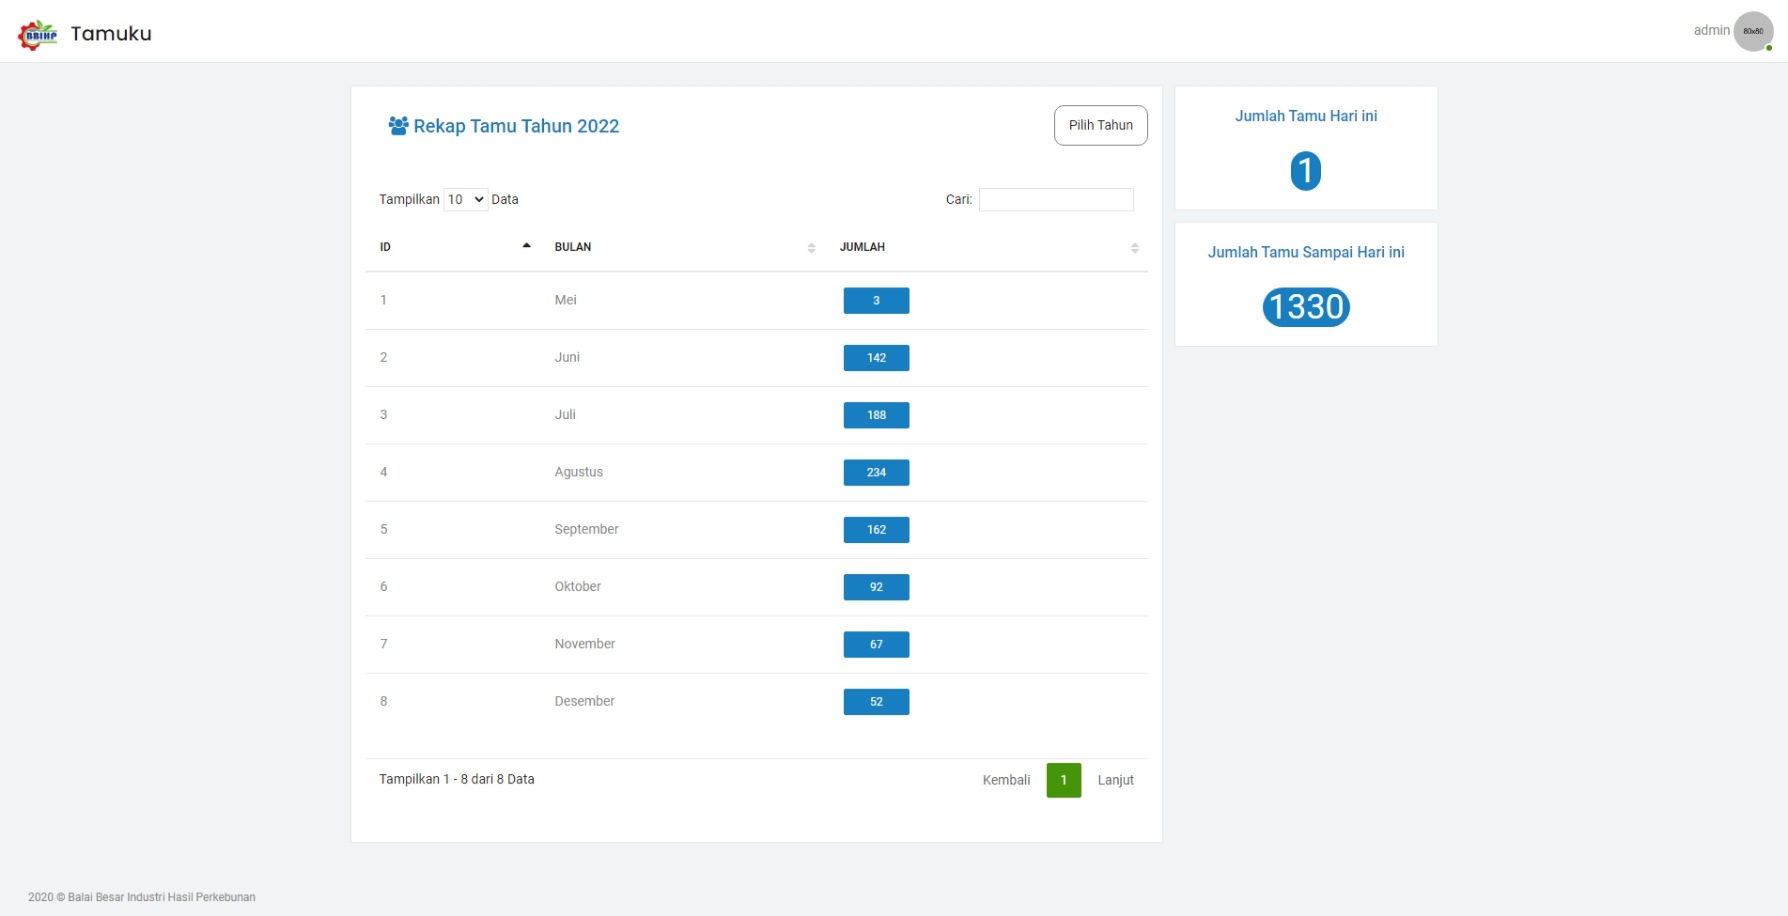 BBIHP Tamuku
admin 80x80
Rekap Tamu Tahun 2022
Pilih Tahun
Tampilkan 10 Data
Cari:
ID BULAN JUMLAH
1 Mei 3
2 Juni 142
3 Juli 188
4 Agustus 234
5 September 162
6 Oktober 92
7 November 67
8 Desember 52
Tampilkan 1 - 8 dari 8 Data
Kembali 1 Lanjut
Jumlah Tamu Hari ini
1
Jumlah Tamu Sampai Hari ini
1330
2020 © Balai Besar Industri Hasil Perkebunan